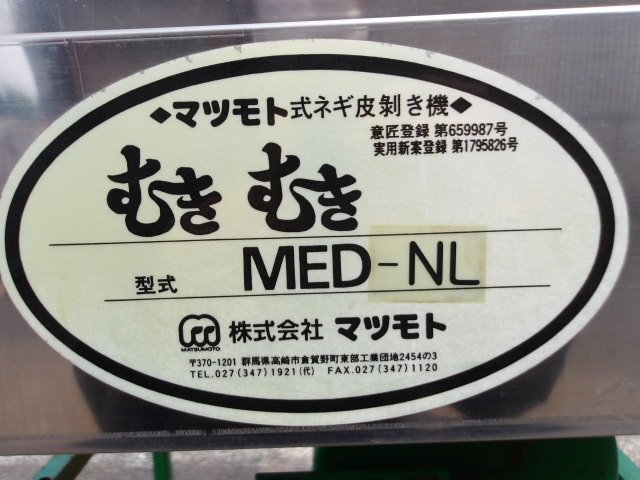 ◆マツモト式ネギ皮剝き機◆
意匠登録 第659987号
実用新案登録 第1795826号
むき むき
型式 MED-NL
MATSUMOTO 株式会社 マツモト
〒370-1201 群馬県高崎市倉賀野町東部工業団地2454の3
TEL.027(347)1921(代) FAX.027(347)1120